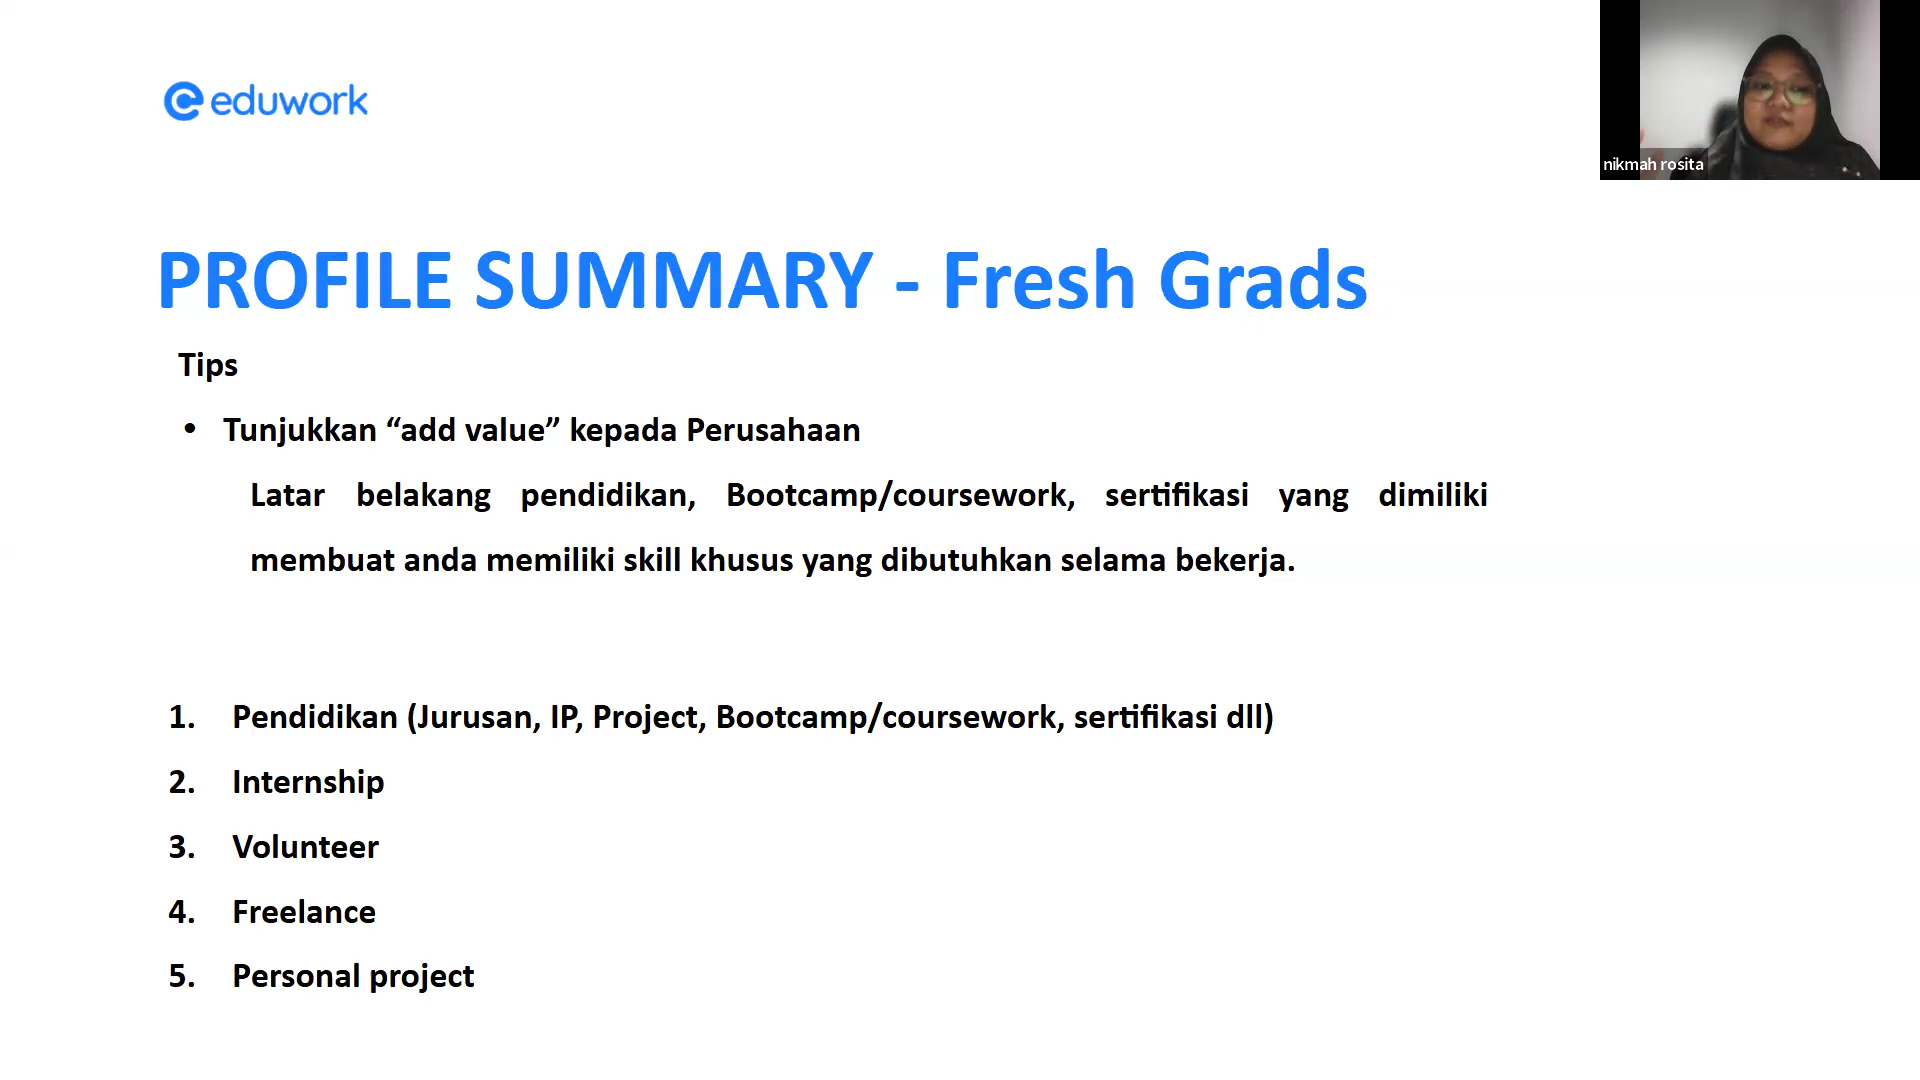 eduwork
nikmah rosita
PROFILE SUMMARY - Fresh Grads
Tips
• Tunjukkan “add value” kepada Perusahaan
Latar belakang pendidikan, Bootcamp/coursework, sertifikasi yang dimiliki
membuat anda memiliki skill khusus yang dibutuhkan selama bekerja.
1. Pendidikan (Jurusan, IP, Project, Bootcamp/coursework, sertifikasi dll)
2. Internship
3. Volunteer
4. Freelance
5. Personal project